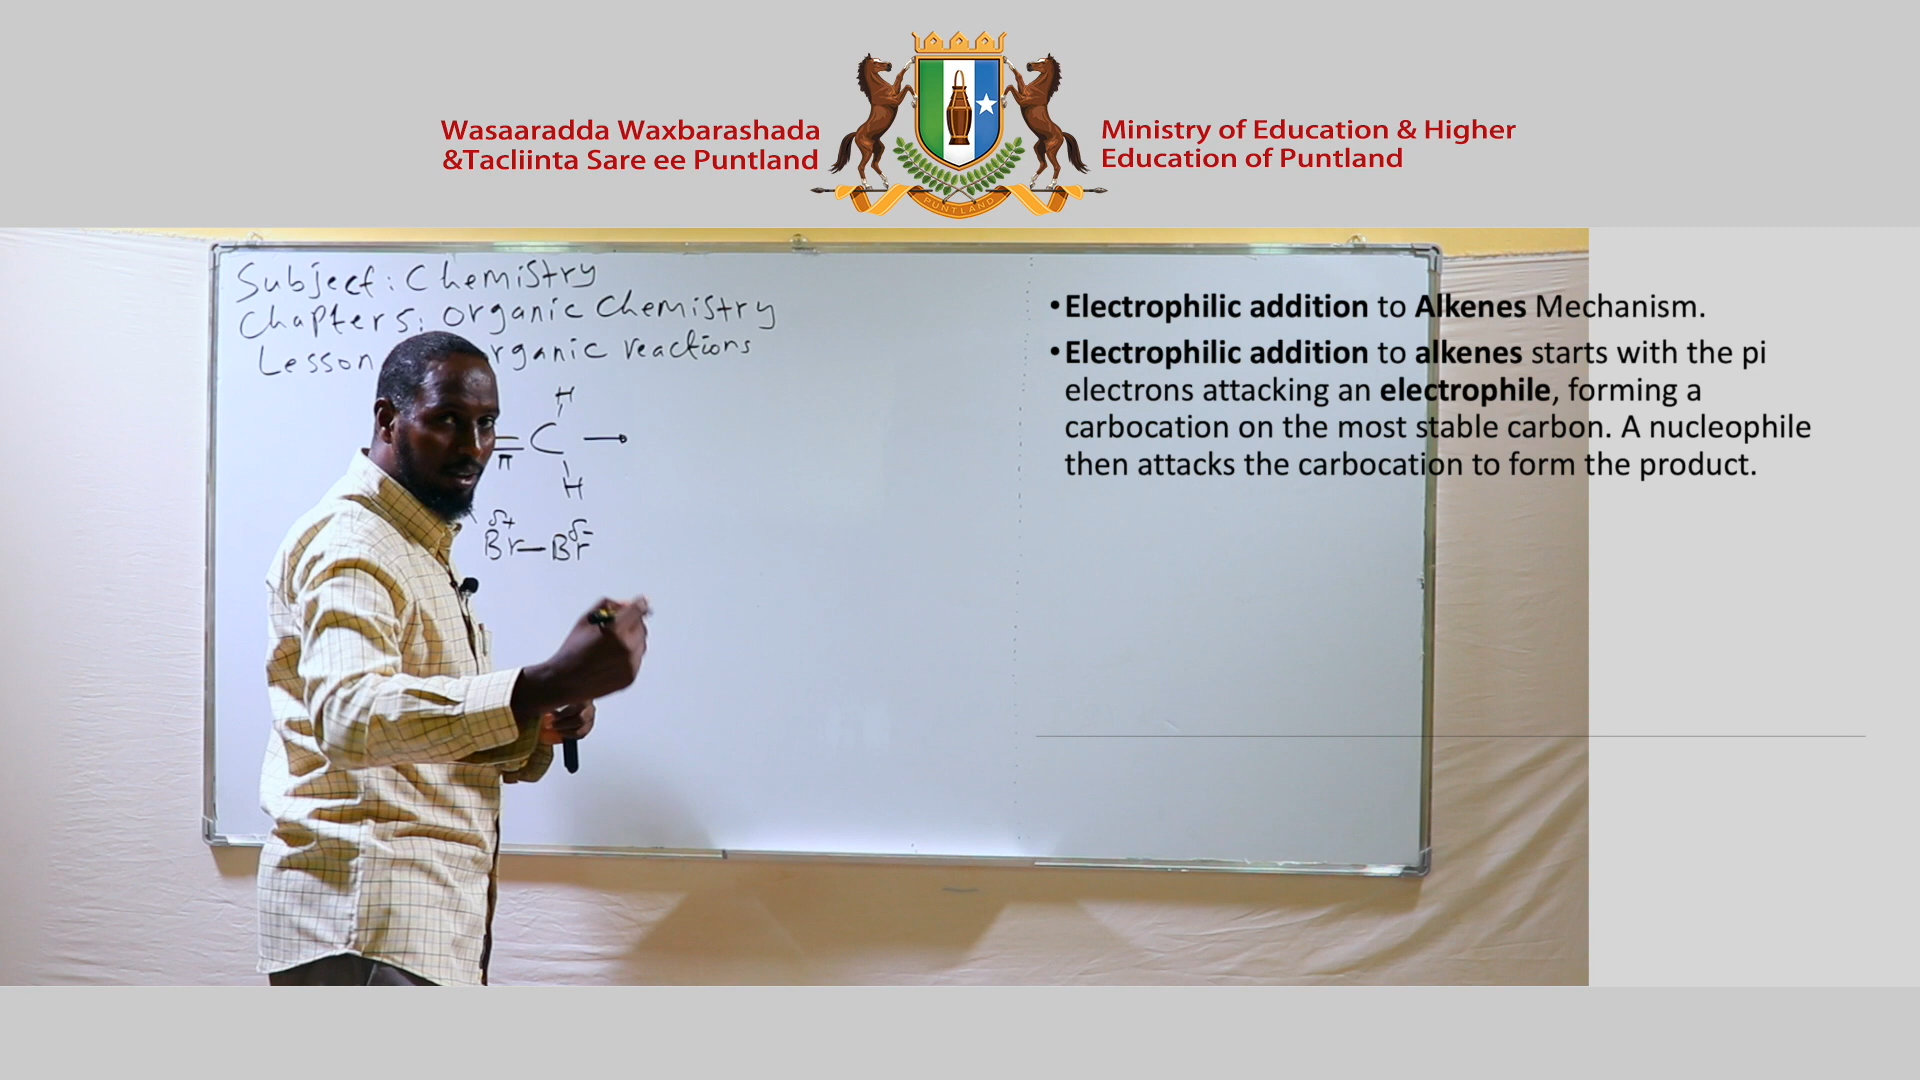 Wasaaradda Waxbarashada
&Tacliinta Sare ee Puntland
PUNTLAND
Ministry of Education & Higher
Education of Puntland
Subject: Chemistry
Chapter 5: organic chemistry
Lesson rganic reactions
H
= C →
π
H
δ+ δ-
Br—Br
•Electrophilic addition to Alkenes Mechanism.
•Electrophilic addition to alkenes starts with the pi
electrons attacking an electrophile, forming a
carbocation on the most stable carbon. A nucleophile
then attacks the carbocation to form the product.